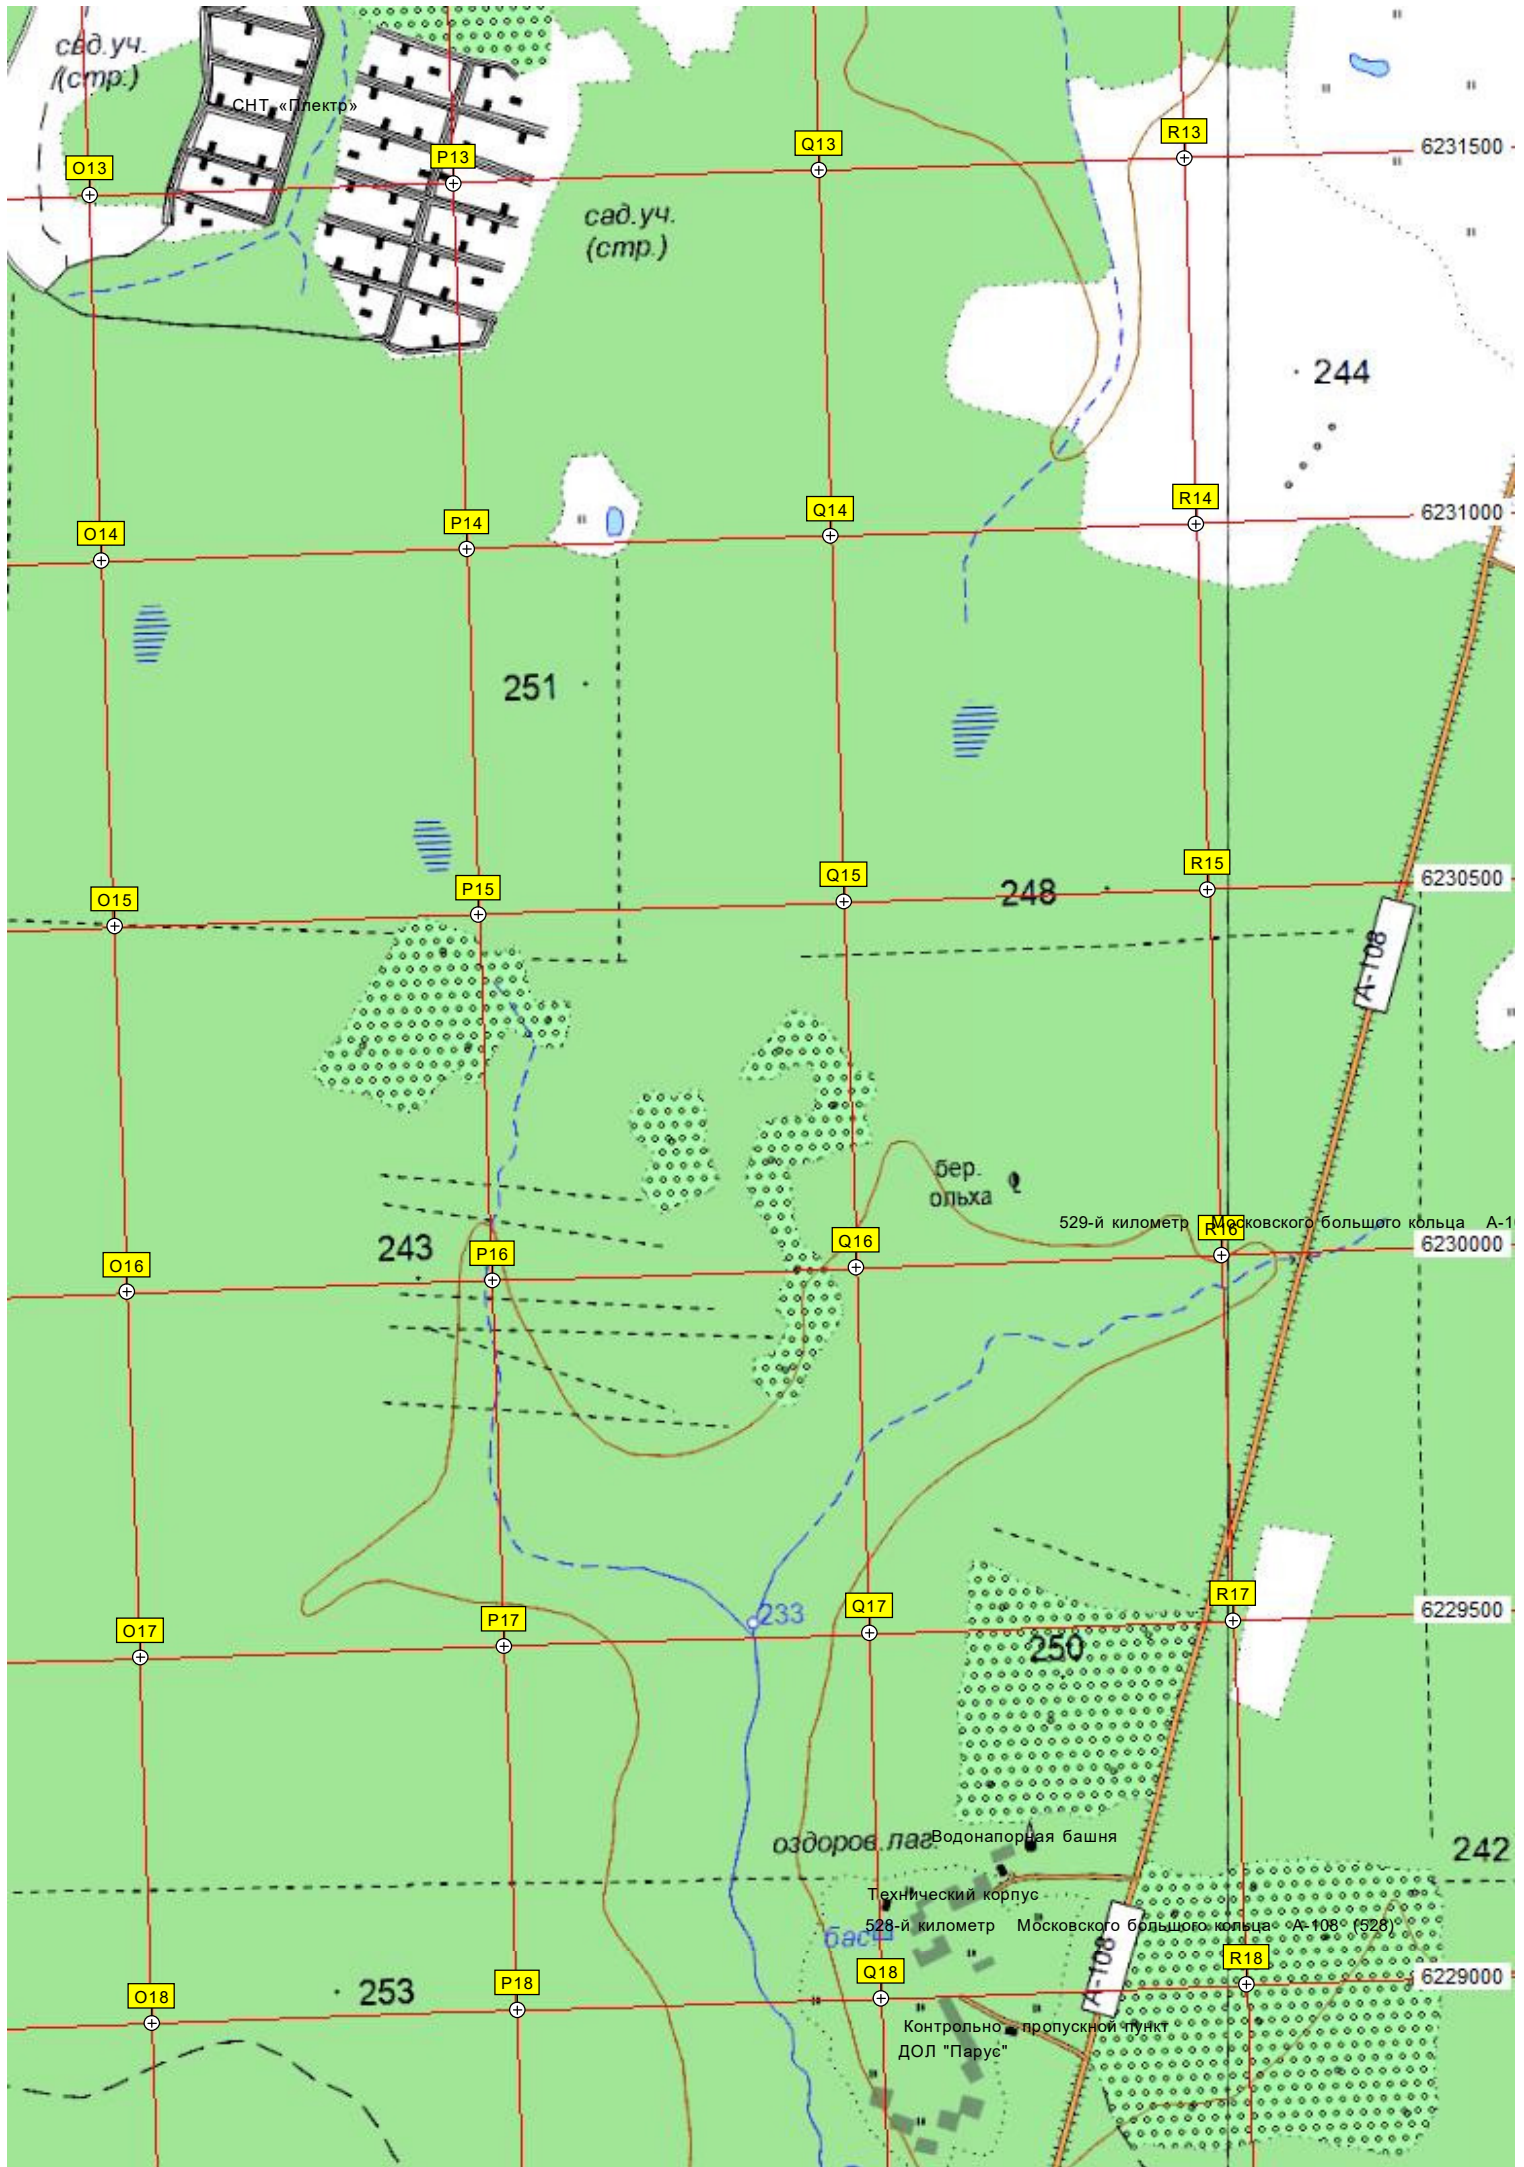 сад.уч.
(стр.)
СНТ «Плектр»
O13
P13
Q13
R13
6231500
сад.уч.
(стр.)
244
O14
P14
Q14
R14
6231000
251
O15
P15
Q15
R15
6230500
248
А-108
бер.
ольха
529-й километр Московского большого кольца А-10
O16
243
P16
Q16
R16
6230000
O17
P17
233
Q17
250
R17
6229500
оздоров.лаг.
Водонапорная башня
242
Технический корпус
528-й километр Московского большого кольца А-108 (528)
бас.
А-108
O18
253
P18
Q18
R18
6229000
Контрольно - пропускной пункт
ДОЛ "Парус"